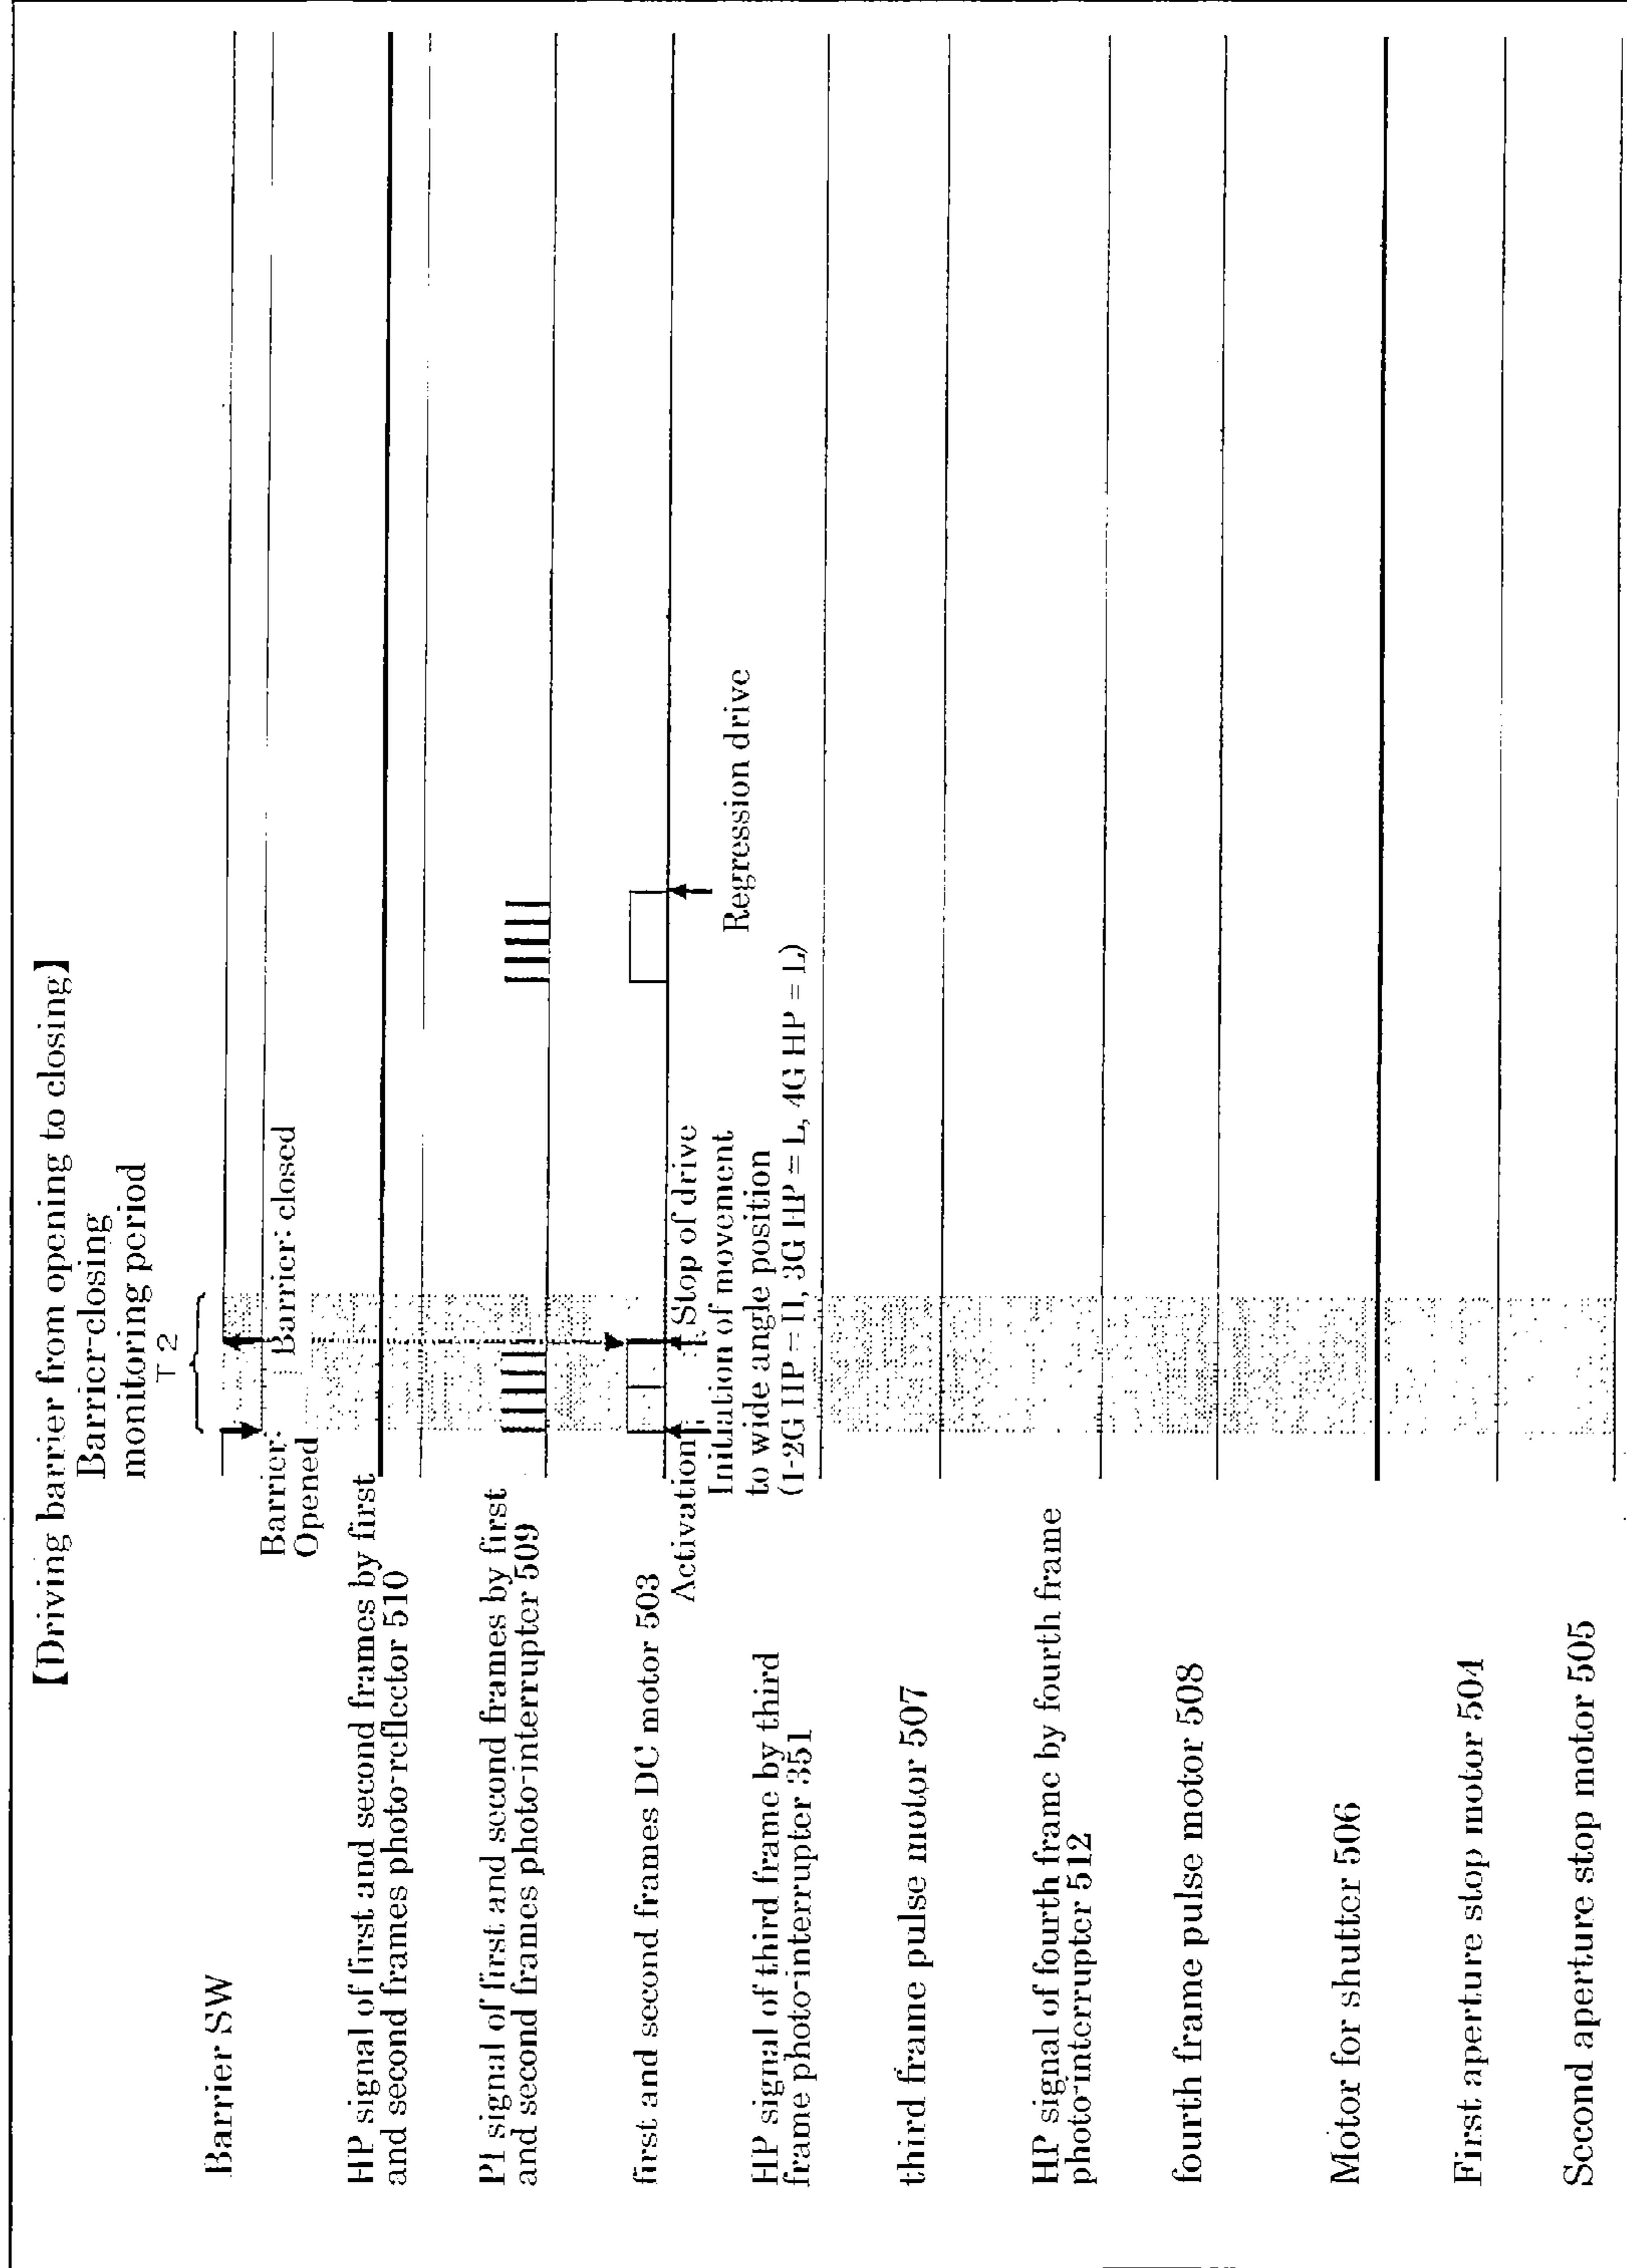 【Driving barrier from opening to closing】
Barrier-closing
monitoring period
T 2
Barrier SW
Barrier:
Opened
Barrier: closed
HP signal of first and second frames by first
and second frames photo-reflector 510
PI signal of first and second frames by first
and second frames photo-interrupter 509
first and second frames DC motor 503
Activation
Stop of drive
Initiation of movement
to wide angle position
(1-2G HP = H, 3G HP = L, 4G HP = L)
Regression drive
HP signal of third frame by third
frame photo-interrupter 351
third frame pulse motor 507
HP signal of fourth frame by fourth frame
photo-interrupter 512
fourth frame pulse motor 508
Motor for shutter 506
First aperture stop motor 504
Second aperture stop motor 505